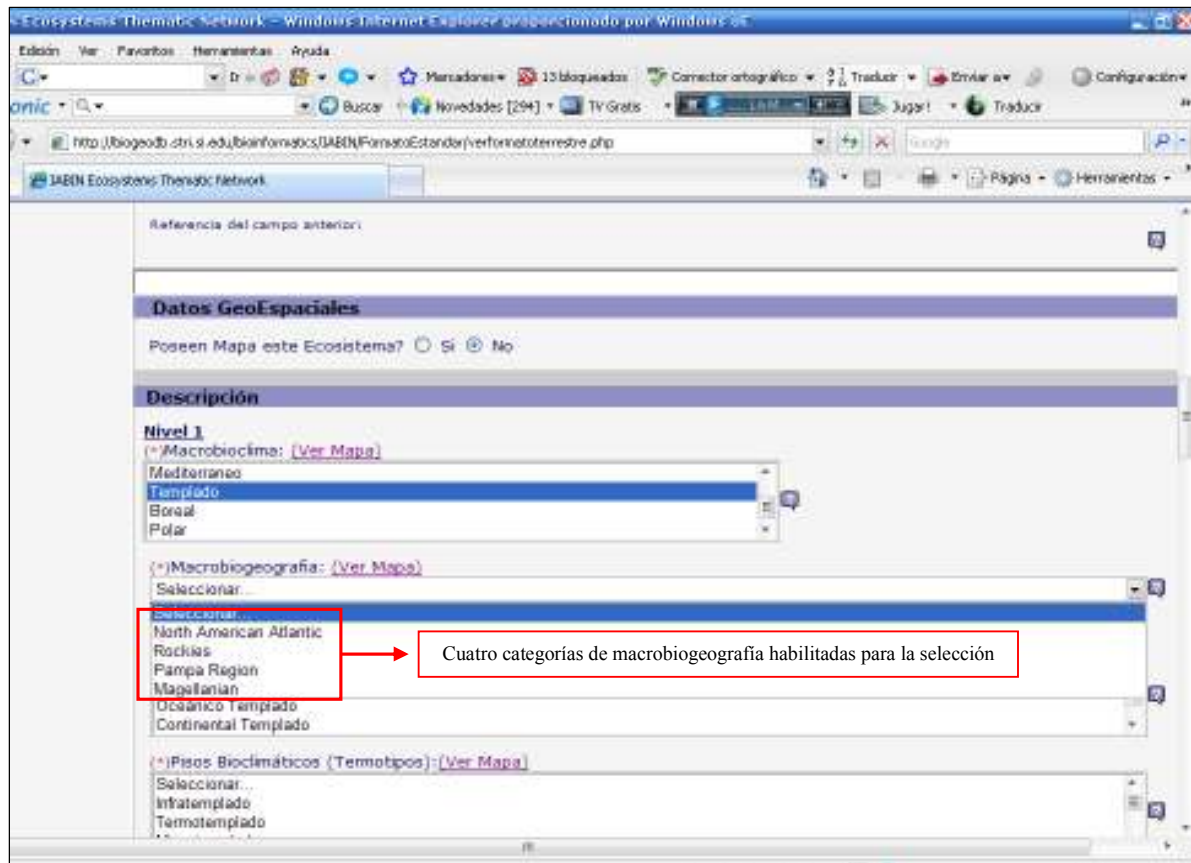 Ecosystems Thematic Network - Windows Internet Explorer proporcionado por Windows uE
Edición Ver Favoritos Herramientas Ayuda
G Ir Marcadores 13 bloqueados Corrector ortográfico Traducir Enviar a Configuración
onic Buscar Novedades [294] TV Gratis Jugar! Traducir
http://biogeodb.stri.si.edu/bioinformatics/IABIN/FormatoEstandar/verformatoterrestre.php Google
IABIN Ecosystems Thematic Network Página Herramientas
Referencia del campo anterior:
Datos GeoEspaciales
Poseen Mapa este Ecosistema? Si No
Descripción
Nivel 1
(*)Macrobioclima: (Ver Mapa)
Mediterraneo
Templado
Boreal
Polar
(*)Macrobiogeografia: (Ver Mapa)
Seleccionar...
Seleccionar...
North American Atlantic
Rockies
Pampa Region
Magellanian
Cuatro categorías de macrobiogeografía habilitadas para la selección
Oceánico Templado
Continental Templado
(*)Pisos Bioclimáticos (Termotipos):(Ver Mapa)
Seleccionar...
Infratemplado
Termotemplado